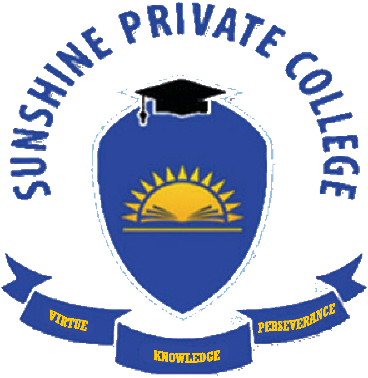 SUNSHINE PRIVATE COLLEGE
VIRTUE
KNOWLEDGE
PERSEVERANCE